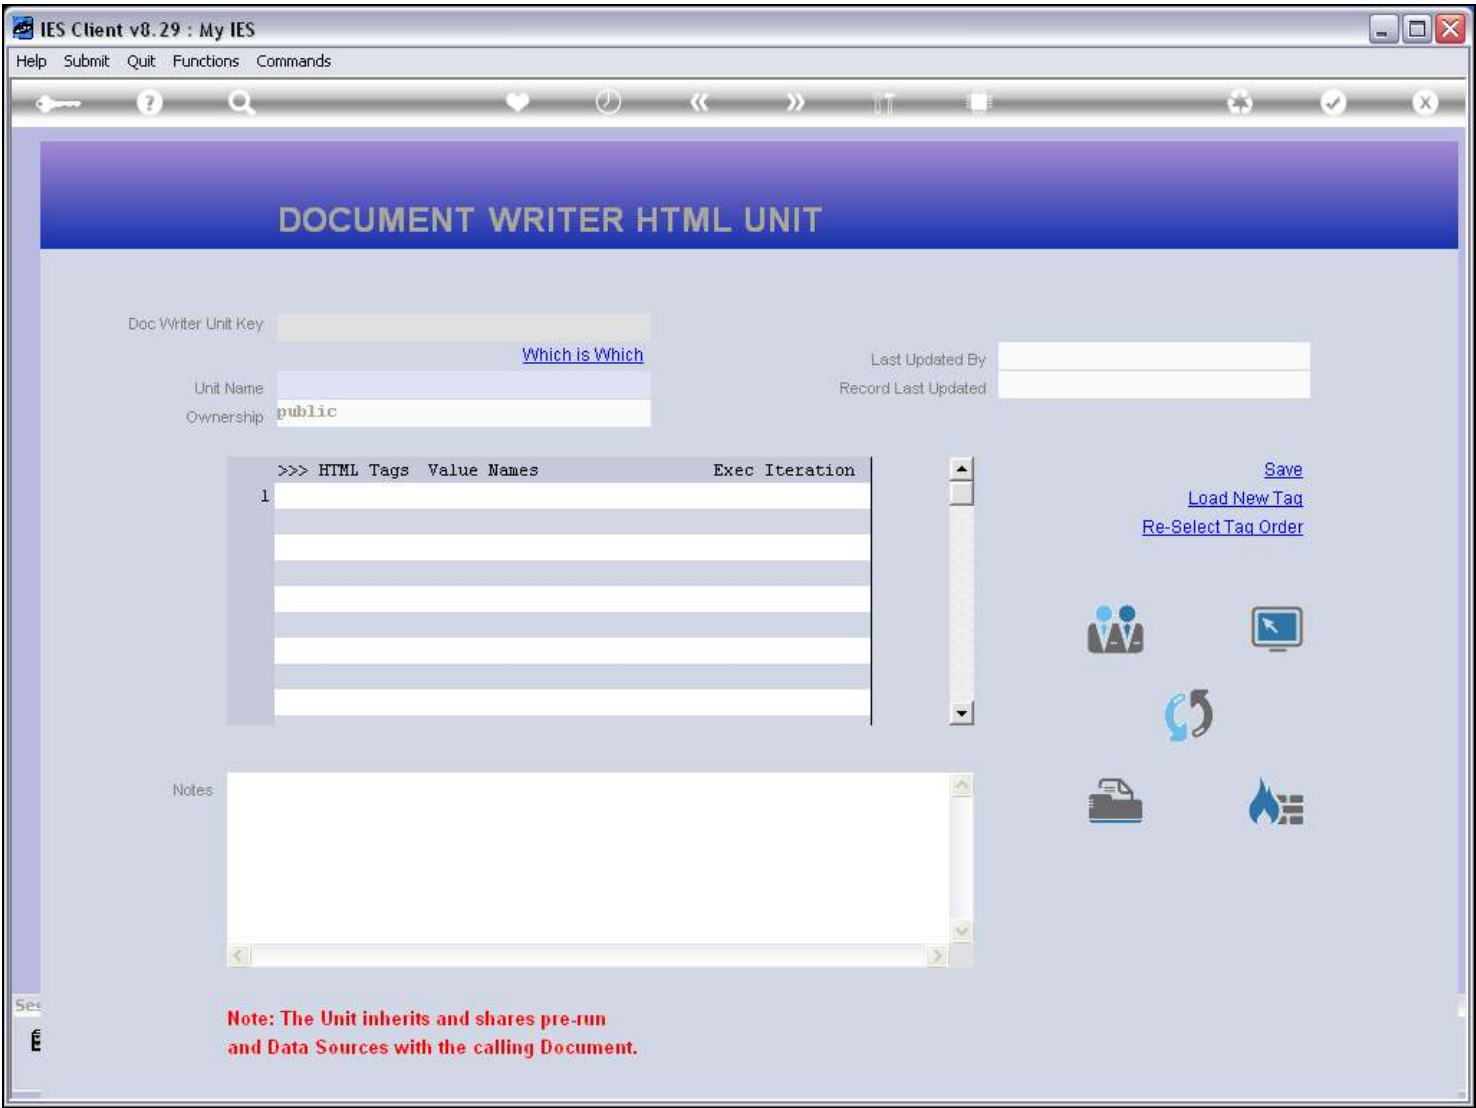 IES Client v8.29 : My IES
Help Submit Quit Functions Commands
DOCUMENT WRITER HTML UNIT
Doc Writer Unit Key
Which is Which
Last Updated By
Unit Name
Record Last Updated
Ownership public
>>> HTML Tags Value Names Exec Iteration
1
Save
Load New Tag
Re-Select Tag Order
Notes
Note: The Unit inherits and shares pre-run
and Data Sources with the calling Document.